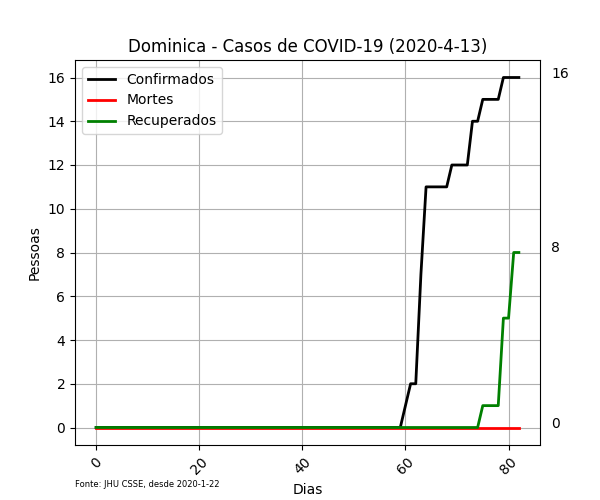 Dominica - Casos de COVID-19 (2020-4-13)
Confirmados
Mortes
Recuperados
16
14
12
10
8
6
4
2
0
Pessoas
16
8
0
0
20
40
60
80
Dias
Fonte: JHU CSSE, desde 2020-1-22